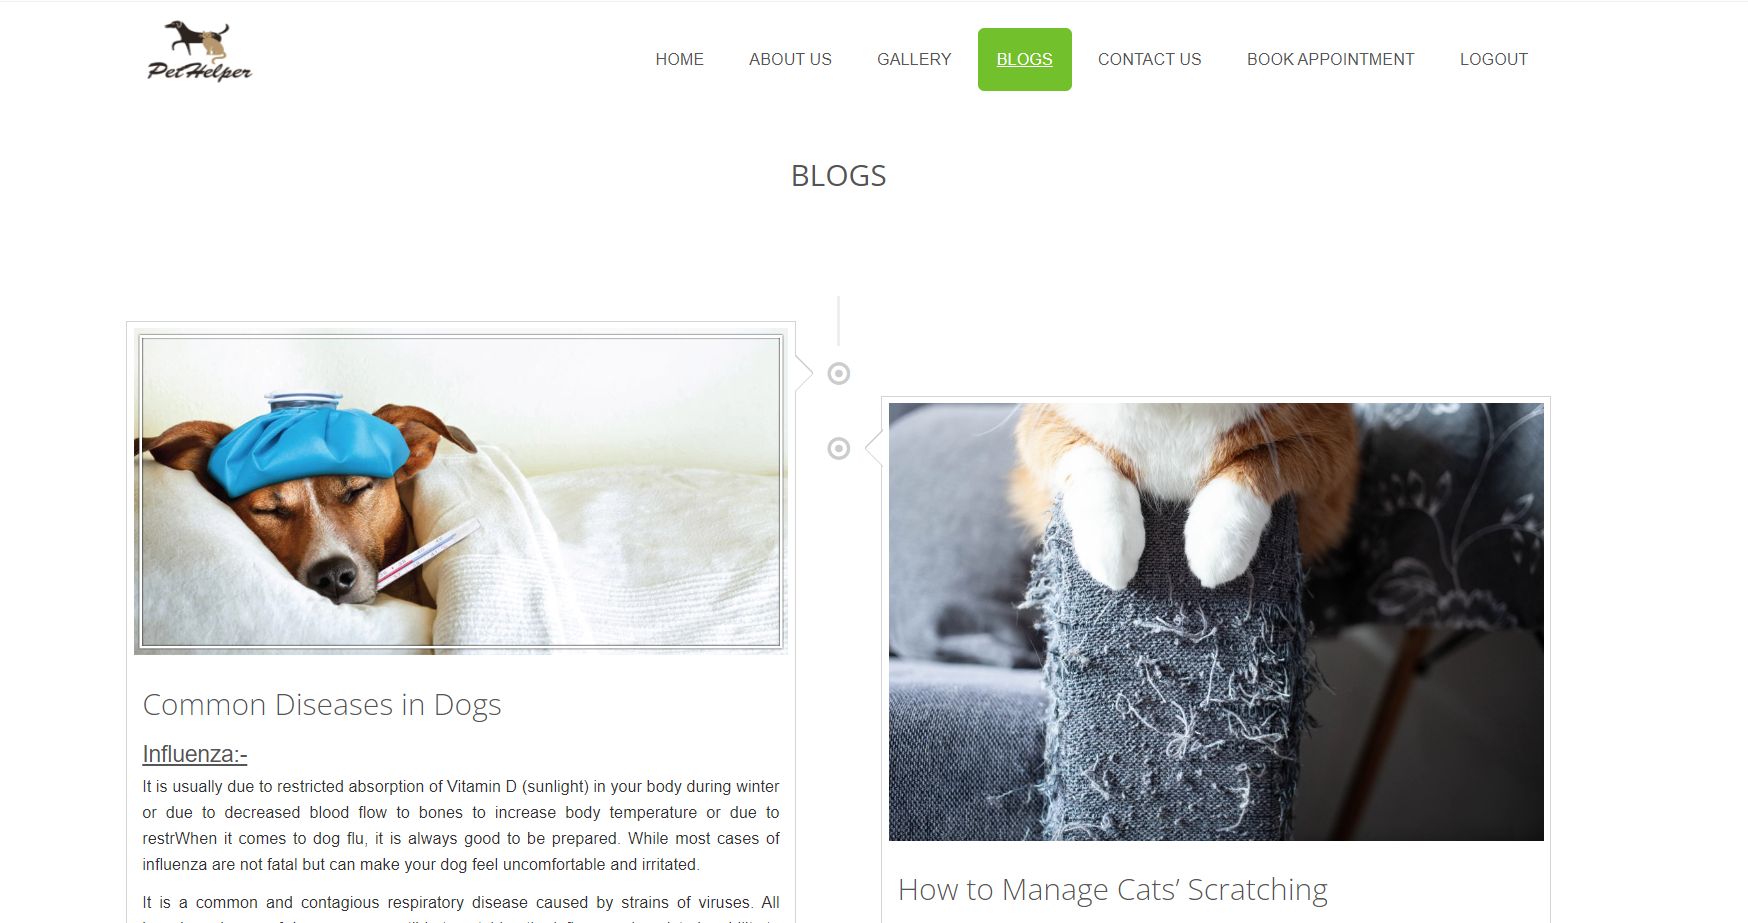 PetHelper
HOME ABOUT US GALLERY BLOGS CONTACT US BOOK APPOINTMENT LOGOUT
BLOGS
Common Diseases in Dogs
Influenza:-
It is usually due to restricted absorption of Vitamin D (sunlight) in your body during winter
or due to decreased blood flow to bones to increase body temperature or due to
restrWhen it comes to dog flu, it is always good to be prepared. While most cases of
influenza are not fatal but can make your dog feel uncomfortable and irritated.
It is a common and contagious respiratory disease caused by strains of viruses. All
How to Manage Cats’ Scratching